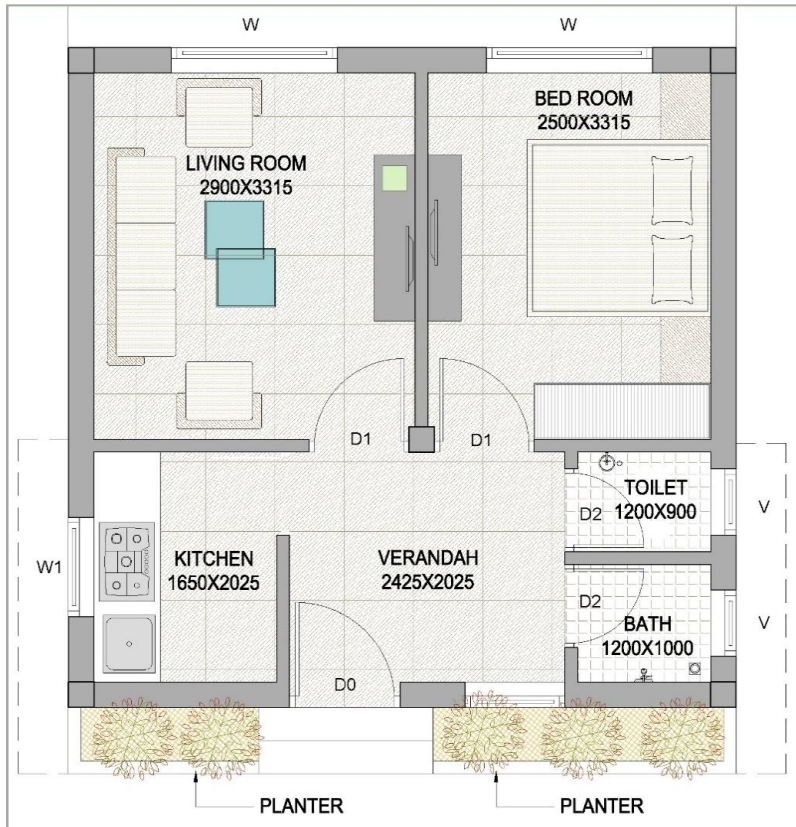 W
W
BED ROOM
2500X3315
LIVING ROOM
2900X3315
D1
D1
TOILET
1200X900
D2
V
W1
KITCHEN
1650X2025
VERANDAH
2425X2025
D2
BATH
1200X1000
V
D0
PLANTER
PLANTER